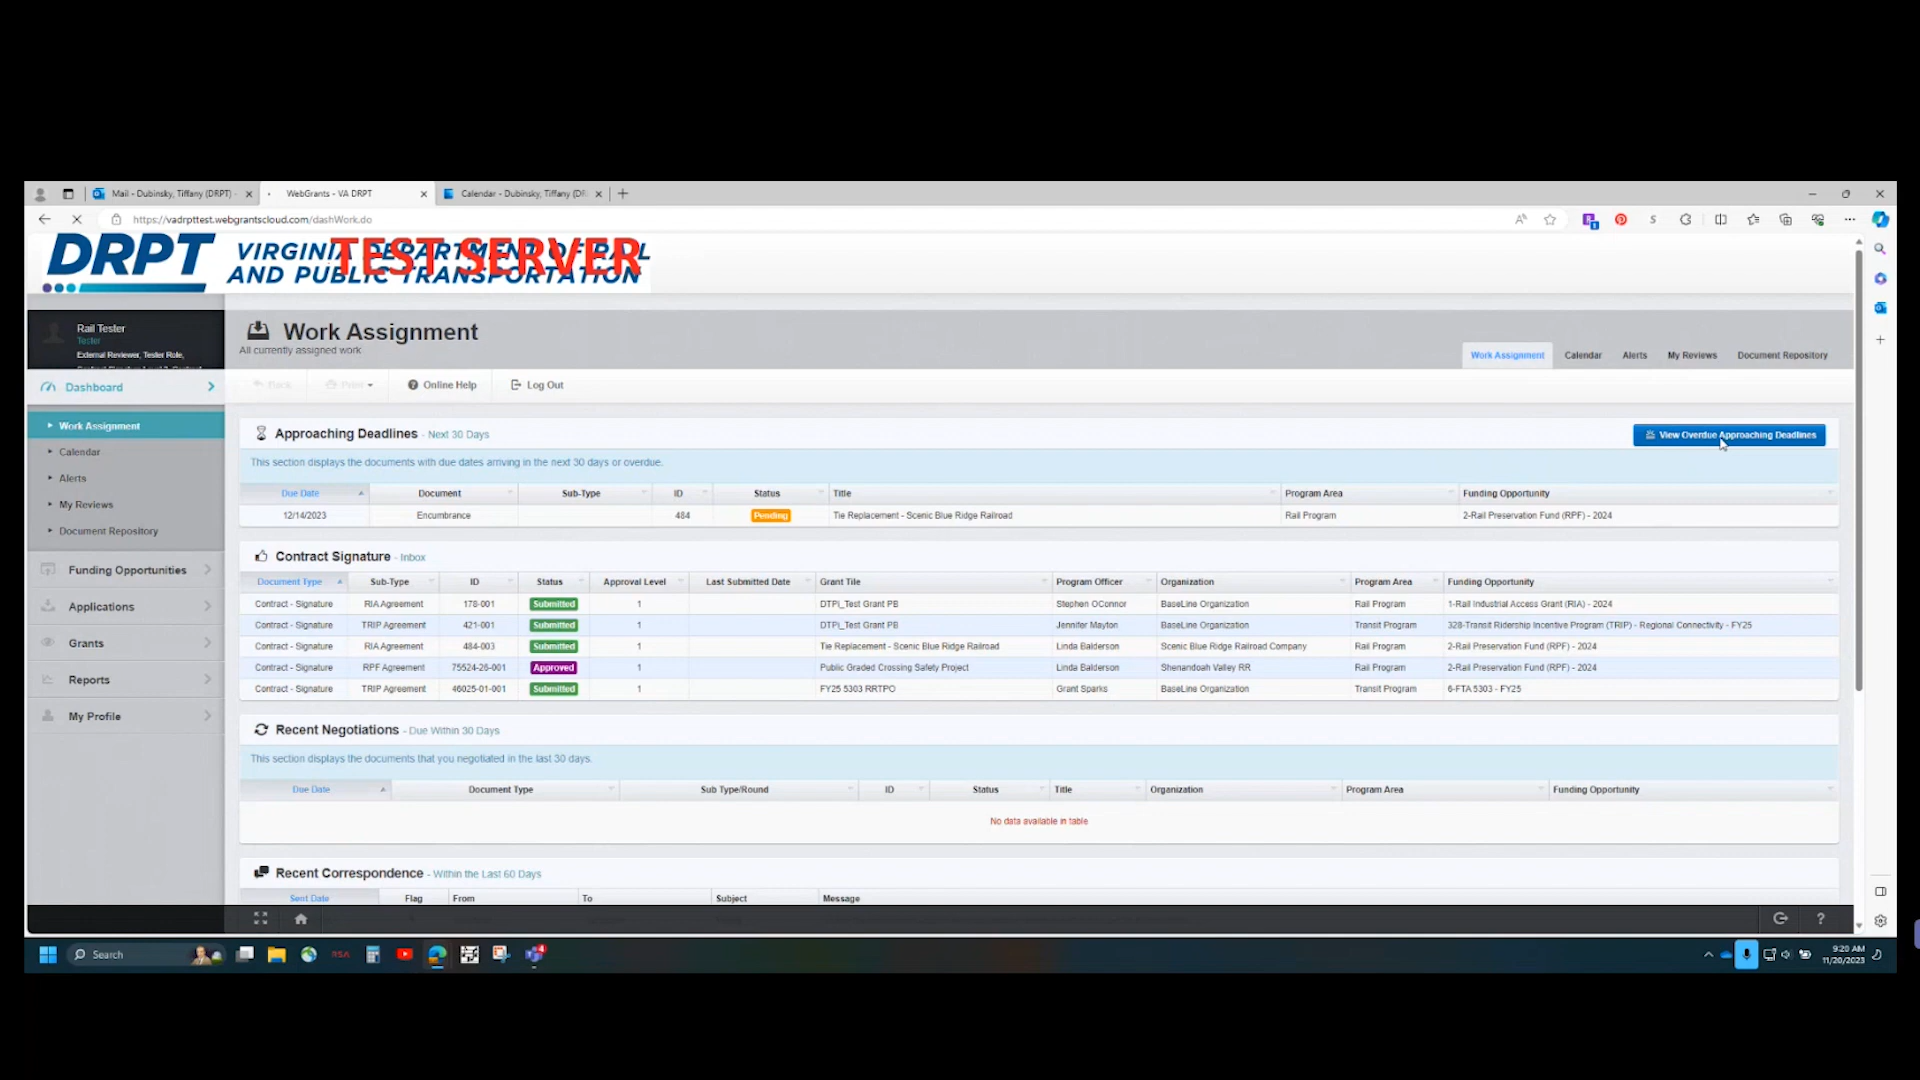 Mail - Dubinsky, Tiffany (DRPT) -
WebGrants - VA DRPT
Calendar - Dubinsky, Tiffany (DR
https://vadrpttest.webgrantscloud.com/dashWork.do
DRPT VIRGINIA DEPARTMENT OF RAIL
AND PUBLIC TRANSPORTATION
TEST SERVER
Rail Tester
Tester
External Reviewer, Tester Role,
Work Assignment
All currently assigned work
Work Assignment Calendar Alerts My Reviews Document Repository
Dashboard
Back Print Online Help Log Out
Work Assignment
Calendar
Alerts
My Reviews
Document Repository
Funding Opportunities
Applications
Grants
Reports
My Profile
Approaching Deadlines - Next 30 Days
View Overdue Approaching Deadlines
This section displays the documents with due dates arriving in the next 30 days or overdue.
Due Date Document Sub-Type ID Status Title Program Area Funding Opportunity
12/14/2023 Encumbrance 484 Pending Tie Replacement - Scenic Blue Ridge Railroad Rail Program 2-Rail Preservation Fund (RPF) - 2024
Contract Signature - Inbox
Document Type Sub-Type ID Status Approval Level Last Submitted Date Grant Tile Program Officer Organization Program Area Funding Opportunity
Contract - Signature RIA Agreement 178-001 Submitted 1 DTPi_Test Grant PB Stephen OConnor BaseLine Organization Rail Program 1-Rail Industrial Access Grant (RIA) - 2024
Contract - Signature TRIP Agreement 421-001 Submitted 1 DTPi_Test Grant PB Jennifer Mayton BaseLine Organization Transit Program 328-Transit Ridership Incentive Program (TRIP) - Regional Connectivity - FY25
Contract - Signature RIA Agreement 484-003 Submitted 1 Tie Replacement - Scenic Blue Ridge Railroad Linda Balderson Scenic Blue Ridge Railroad Company Rail Program 2-Rail Preservation Fund (RPF) - 2024
Contract - Signature RPF Agreement 75524-26-001 Approved 1 Public Graded Crossing Safety Project Linda Balderson Shenandoah Valley RR Rail Program 2-Rail Preservation Fund (RPF) - 2024
Contract - Signature TRIP Agreement 46025-01-001 Submitted 1 FY25 5303 RRTPO Grant Sparks BaseLine Organization Transit Program 6-FTA 5303 - FY25
Recent Negotiations - Due Within 30 Days
This section displays the documents that you negotiated in the last 30 days.
Due Date Document Type Sub Type/Round ID Status Title Organization Program Area Funding Opportunity
No data available in table
Recent Correspondence - Within the Last 60 Days
Sent Date Flag From To Subject Message
Search
RSA
4
9:20 AM
11/20/2023